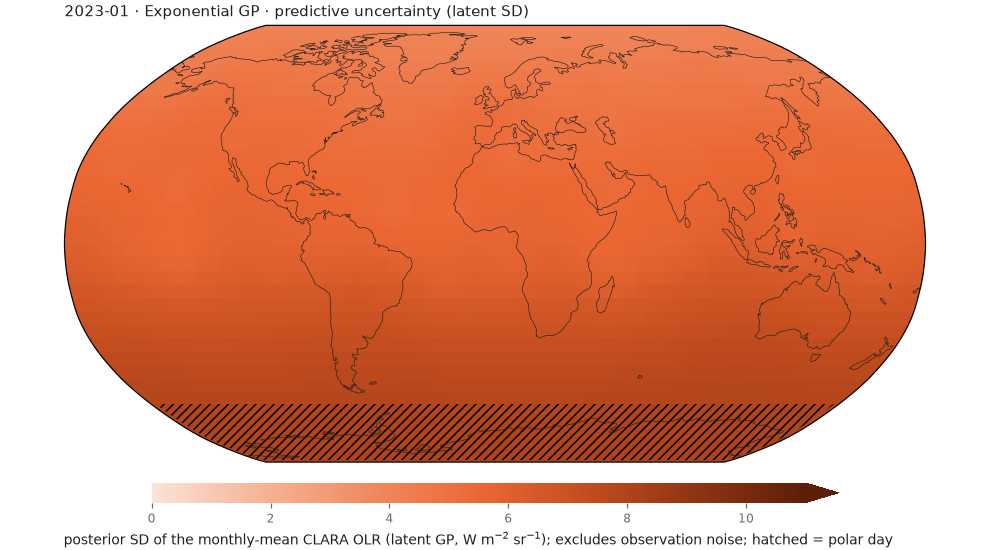 2023-01 · Exponential GP · predictive uncertainty (latent SD)
0 2 4 6 8 10
posterior SD of the monthly-mean CLARA OLR (latent GP, W m⁻² sr⁻¹); excludes observation noise; hatched = polar day